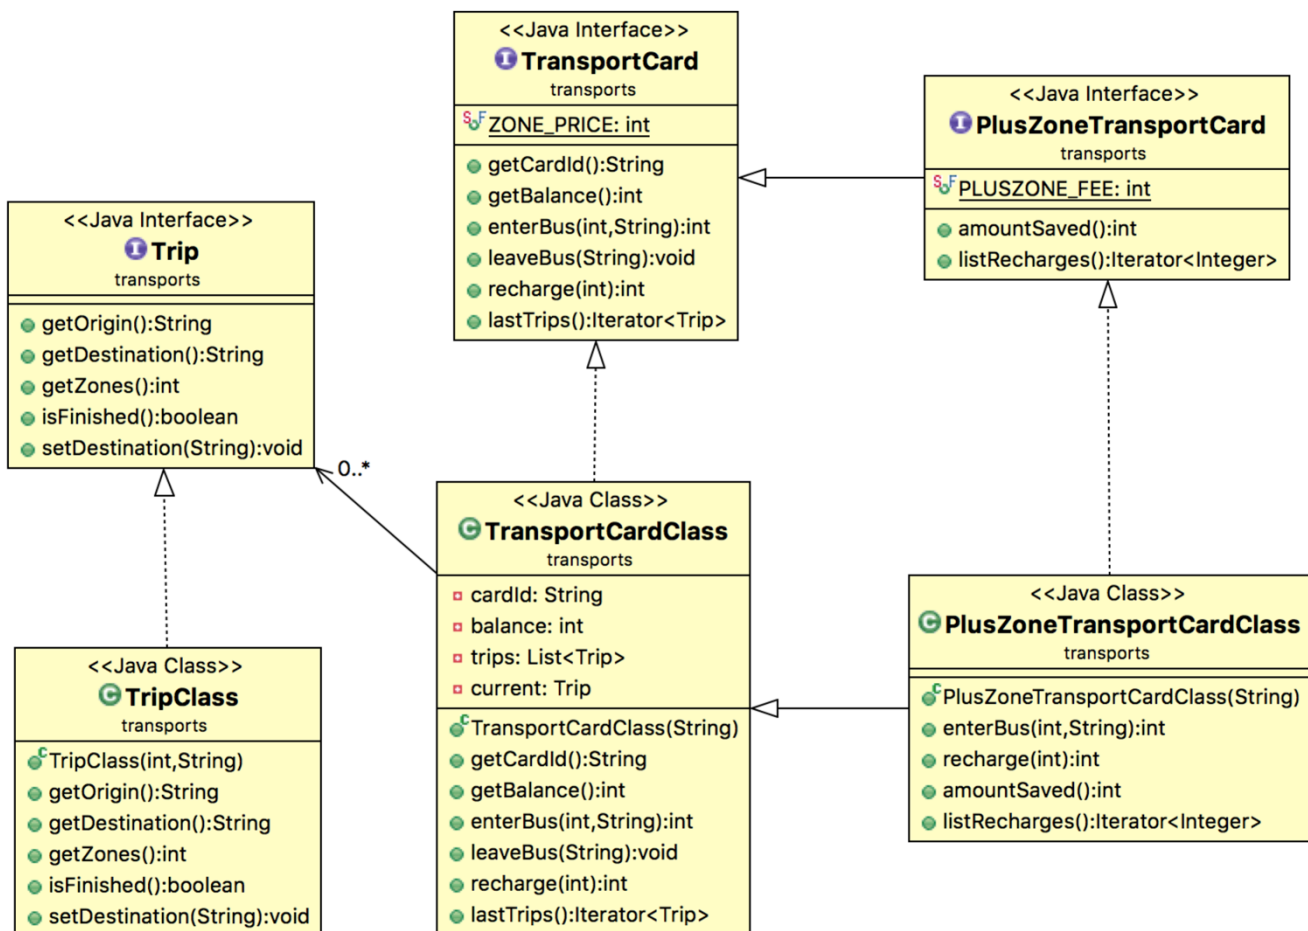 <<Java Interface>>
TransportCard
transports
ZONE_PRICE: int
getCardId():String
getBalance():int
enterBus(int,String):int
leaveBus(String):void
recharge(int):int
lastTrips():Iterator<Trip>
<<Java Interface>>
PlusZoneTransportCard
transports
PLUSZONE_FEE: int
amountSaved():int
listRecharges():Iterator<Integer>
<<Java Interface>>
Trip
transports
getOrigin():String
getDestination():String
getZones():int
isFinished():boolean
setDestination(String):void
0..*
<<Java Class>>
TransportCardClass
transports
cardId: String
balance: int
trips: List<Trip>
current: Trip
TransportCardClass(String)
getCardId():String
getBalance():int
enterBus(int,String):int
leaveBus(String):void
recharge(int):int
lastTrips():Iterator<Trip>
<<Java Class>>
PlusZoneTransportCardClass
transports
PlusZoneTransportCardClass(String)
enterBus(int,String):int
recharge(int):int
amountSaved():int
listRecharges():Iterator<Integer>
<<Java Class>>
TripClass
transports
TripClass(int,String)
getOrigin():String
getDestination():String
getZones():int
isFinished():boolean
setDestination(String):void